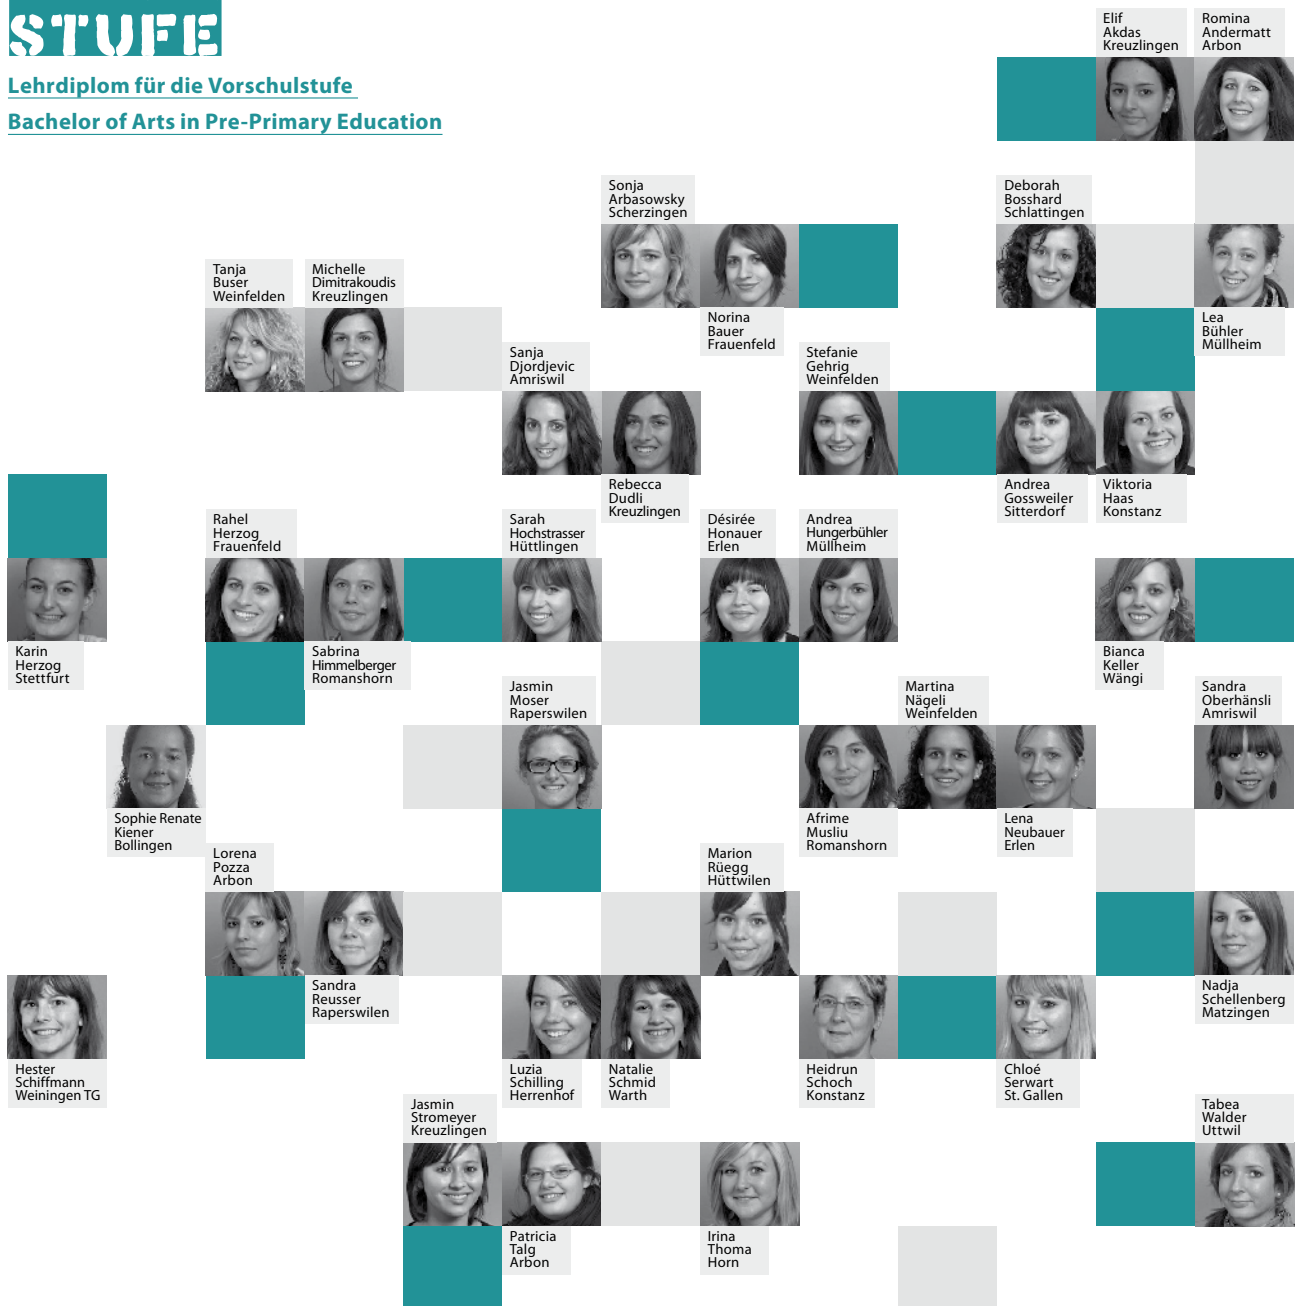 STUFE
Lehrdiplom für die Vorschulstufe
Bachelor of Arts in Pre-Primary Education
Elif
Akdas
Kreuzlingen
Romina
Andermatt
Arbon
Sonja
Arbasowsky
Scherzingen
Deborah
Bosshard
Schlattingen
Tanja
Buser
Weinfelden
Michelle
Dimitrakoudis
Kreuzlingen
Norina
Bauer
Frauenfeld
Lea
Bühler
Müllheim
Sanja
Djordjevic
Amriswil
Stefanie
Gehrig
Weinfelden
Rebecca
Dudli
Kreuzlingen
Andrea
Gossweiler
Sitterdorf
Viktoria
Haas
Konstanz
Rahel
Herzog
Frauenfeld
Sarah
Hochstrasser
Hüttlingen
Désirée
Honauer
Erlen
Andrea
Hungerbühler
Müllheim
Karin
Herzog
Stettfurt
Sabrina
Himmelberger
Romanshorn
Bianca
Keller
Wängi
Jasmin
Moser
Raperswilen
Martina
Nägeli
Weinfelden
Sandra
Oberhänsli
Amriswil
Sophie Renate
Kiener
Bollingen
Afrime
Musliu
Romanshorn
Lena
Neubauer
Erlen
Lorena
Pozza
Arbon
Marion
Rüegg
Hüttwilen
Sandra
Reusser
Raperswilen
Nadja
Schellenberg
Matzingen
Hester
Schiffmann
Weiningen TG
Luzia
Schilling
Herrenhof
Natalie
Schmid
Warth
Heidrun
Schoch
Konstanz
Chloé
Serwart
St. Gallen
Jasmin
Stromeyer
Kreuzlingen
Tabea
Walder
Uttwil
Patricia
Talg
Arbon
Irina
Thoma
Horn